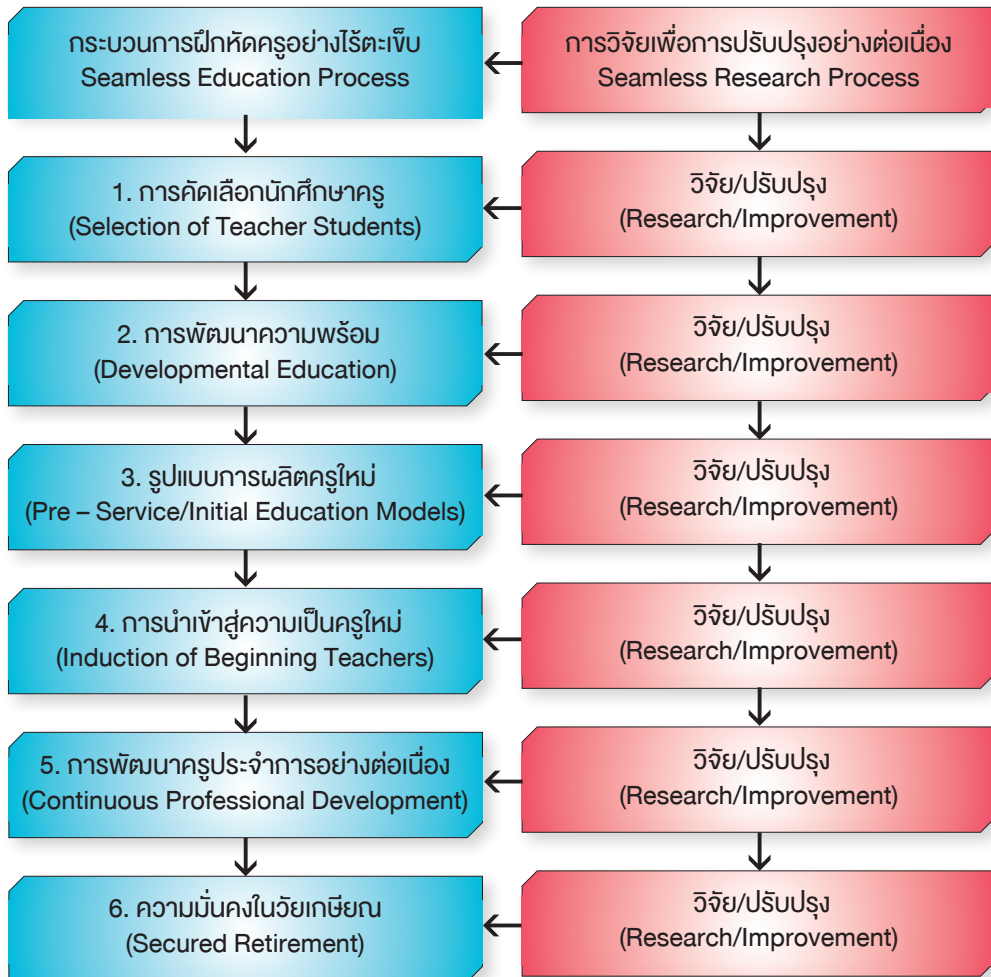 กระบวนการฝึกหัดครูอย่างไร้ตะเข็บ
Seamless Education Process
การวิจัยเพื่อการปรับปรุงอย่างต่อเนื่อง
Seamless Research Process
1. การคัดเลือกนักศึกษาครู
(Selection of Teacher Students)
วิจัย/ปรับปรุง
(Research/Improvement)
2. การพัฒนาความพร้อม
(Developmental Education)
วิจัย/ปรับปรุง
(Research/Improvement)
3. รูปแบบการผลิตครูใหม่
(Pre – Service/Initial Education Models)
วิจัย/ปรับปรุง
(Research/Improvement)
4. การนำเข้าสู่ความเป็นครูใหม่
(Induction of Beginning Teachers)
วิจัย/ปรับปรุง
(Research/Improvement)
5. การพัฒนาครูประจำการอย่างต่อเนื่อง
(Continuous Professional Development)
วิจัย/ปรับปรุง
(Research/Improvement)
6. ความมั่นคงในวัยเกษียณ
(Secured Retirement)
วิจัย/ปรับปรุง
(Research/Improvement)